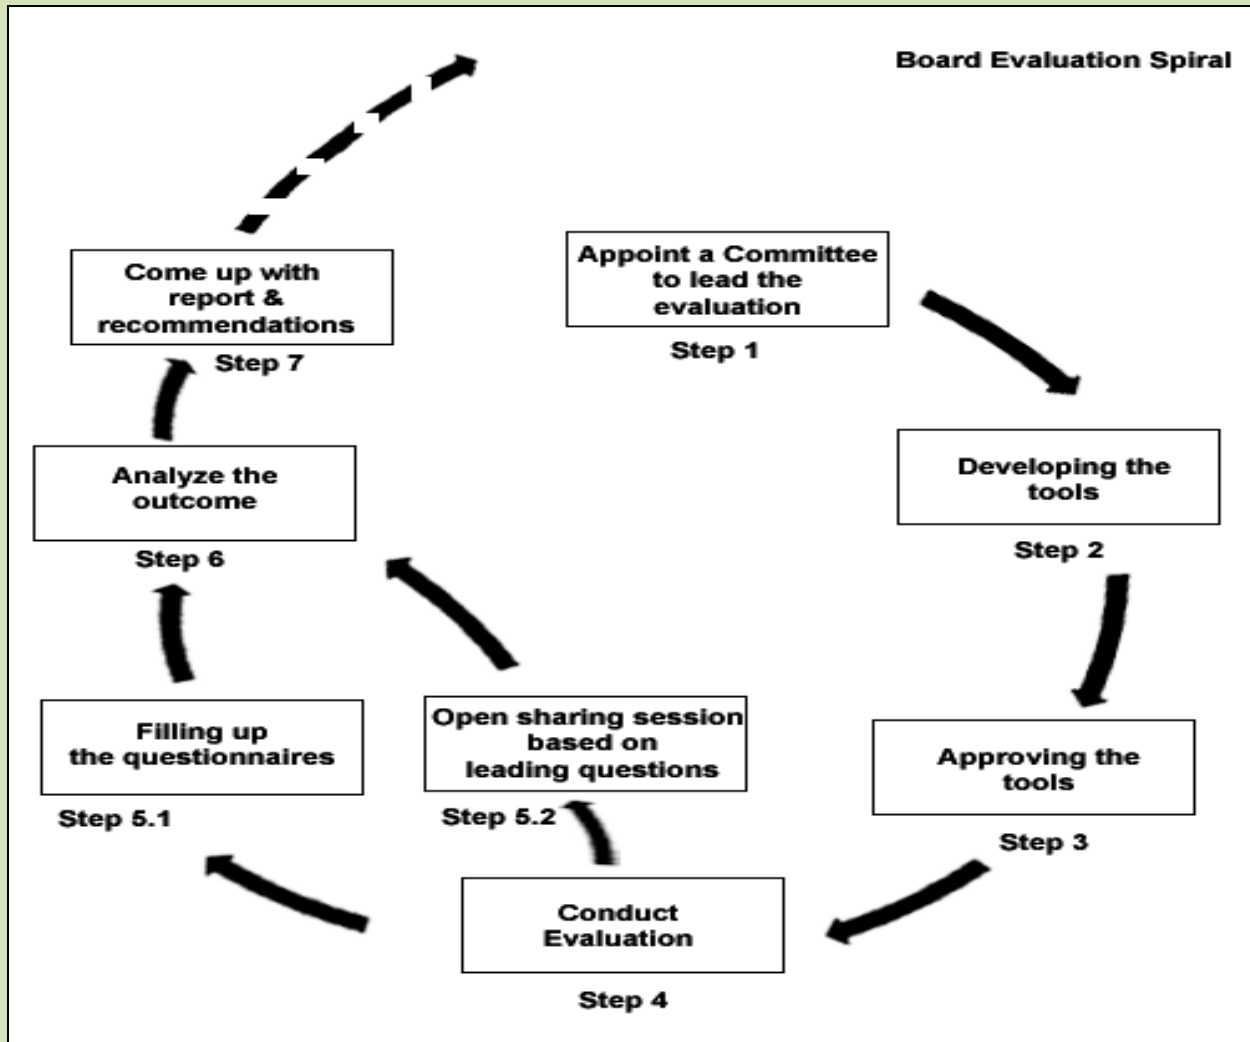 Board Evaluation Spiral
Appoint a Committee
to lead the
evaluation
Step 1
Developing the
tools
Step 2
Approving the
tools
Step 3
Conduct
Evaluation
Step 4
Filling up
the questionnaires
Step 5.1
Open sharing session
based on
leading questions
Step 5.2
Analyze the
outcome
Step 6
Come up with
report &
recommendations
Step 7